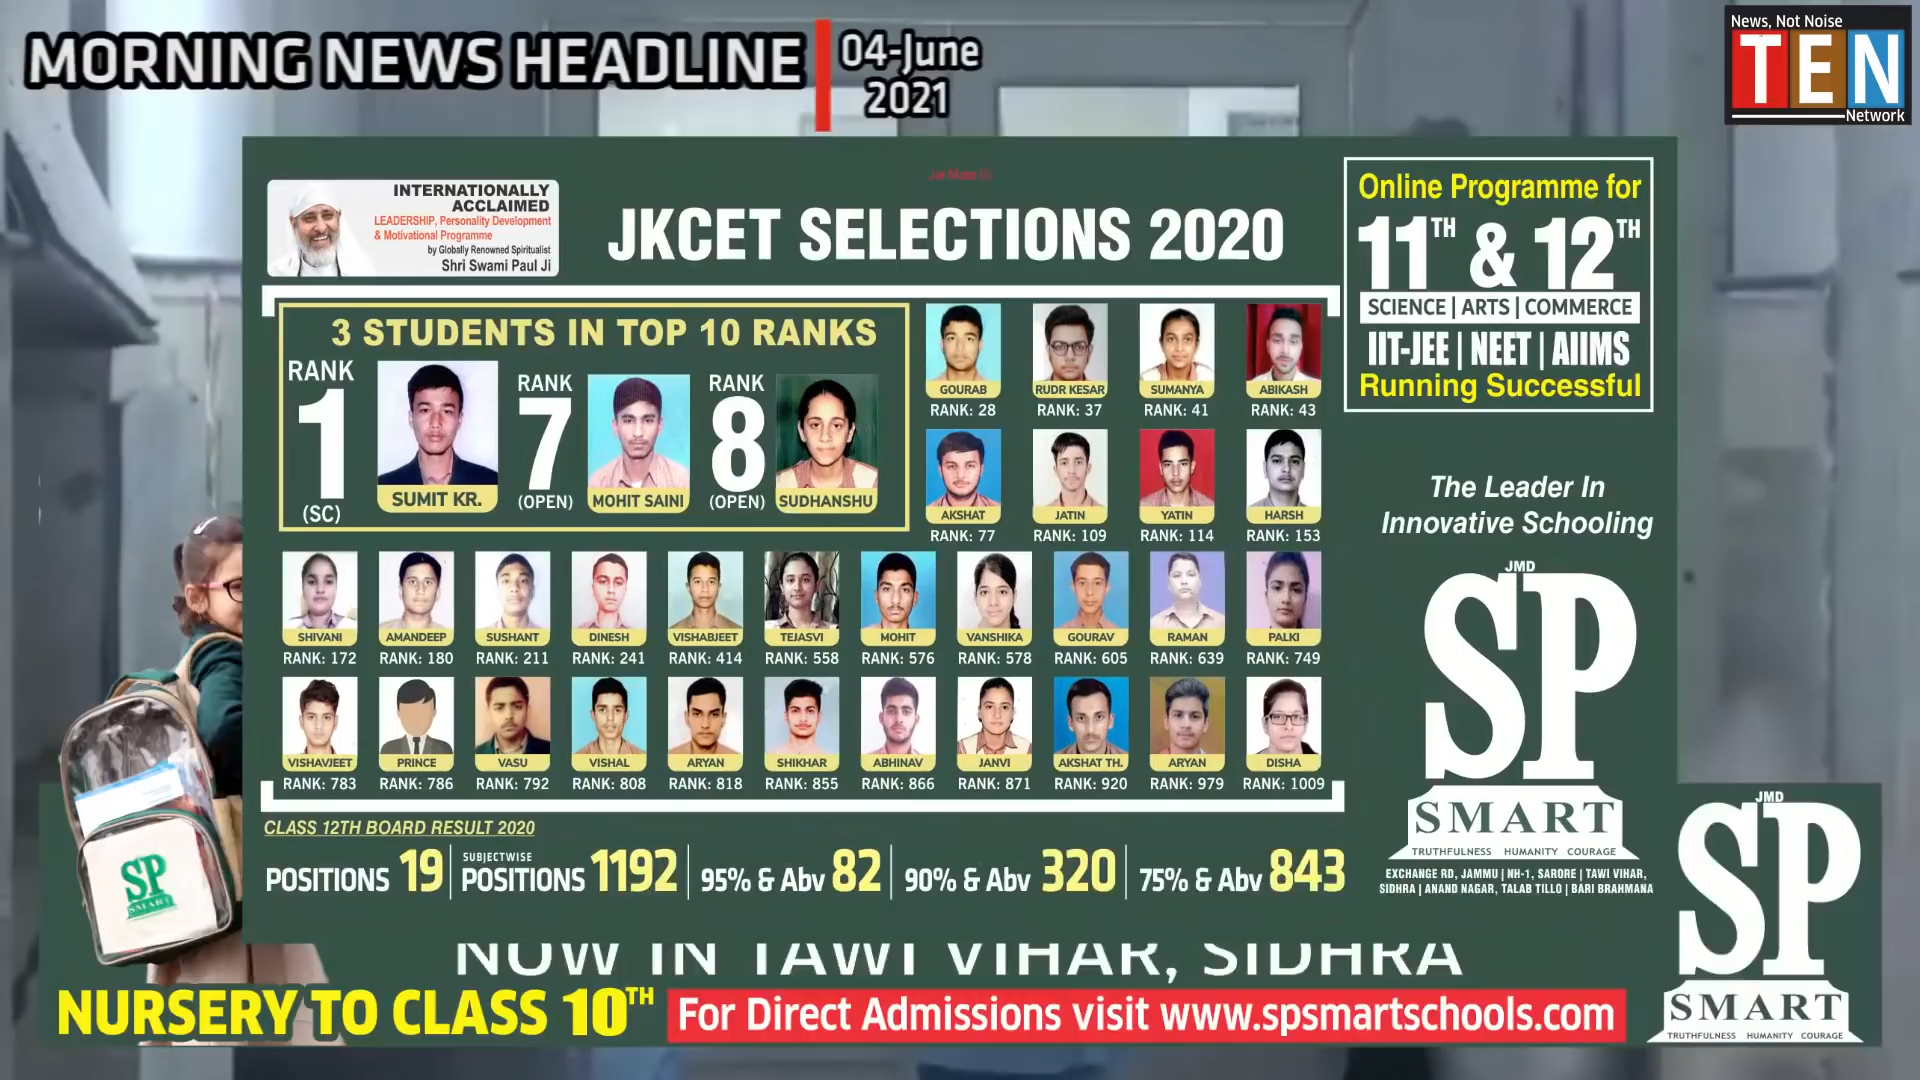 MORNING NEWS HEADLINE
04-June
2021
News, Not Noise
TEN
Network
INTERNATIONALLY
ACCLAIMED
LEADERSHIP, Personality Development
& Motivational Programme
by Globally Renowned Spiritualist
Shri Swami Paul Ji
JKCET SELECTIONS 2020
Online Programme for
11TH & 12TH
SCIENCE | ARTS | COMMERCE
IIT-JEE | NEET | AIIMS
Running Successful
3 STUDENTS IN TOP 10 RANKS
RANK
1
(SC)
SUMIT KR.
RANK
7
(OPEN)
MOHIT SAINI
RANK
8
(OPEN)
SUDHANSHU
GOURAB RUDR KESAR SUMANYA ABIKASH
RANK: 28 RANK: 37 RANK: 41 RANK: 43
AKSHAT JATIN YATIN HARSH
RANK: 77 RANK: 109 RANK: 114 RANK: 153
SHIVANI AMANDEEP SUSHANT DINESH VISHABJEET TEJASVI MOHIT VANSHIKA GOURAV RAMAN PALKI
RANK: 172 RANK: 180 RANK: 211 RANK: 241 RANK: 414 RANK: 558 RANK: 576 RANK: 578 RANK: 605 RANK: 639 RANK: 749
VISHAVJEET PRINCE VASU VISHAL ARYAN SHIKHAR ABHINAV JANVI AKSHAT TH. ARYAN DISHA
RANK: 783 RANK: 786 RANK: 792 RANK: 808 RANK: 818 RANK: 855 RANK: 866 RANK: 871 RANK: 920 RANK: 979 RANK: 1009
The Leader In
Innovative Schooling
JMD
SP
SMART
TRUTHFULNESS HUMANITY COURAGE
EXCHANGE RD, JAMMU | NH-1, SARORE | TAWI VIHAR,
SIDHRA | ANAND NAGAR, TALAB TILLO | BARI BRAHMANA
CLASS 12TH BOARD RESULT 2020
POSITIONS 19 | SUBJECTWISE POSITIONS 1192 | 95% & Abv 82 | 90% & Abv 320 | 75% & Abv 843
SP
SMART
NOW IN TAWI VIHAR, SIDHRA
NURSERY TO CLASS 10TH
For Direct Admissions visit www.spsmartschools.com
JMD
SP
SMART
TRUTHFULNESS HUMANITY COURAGE